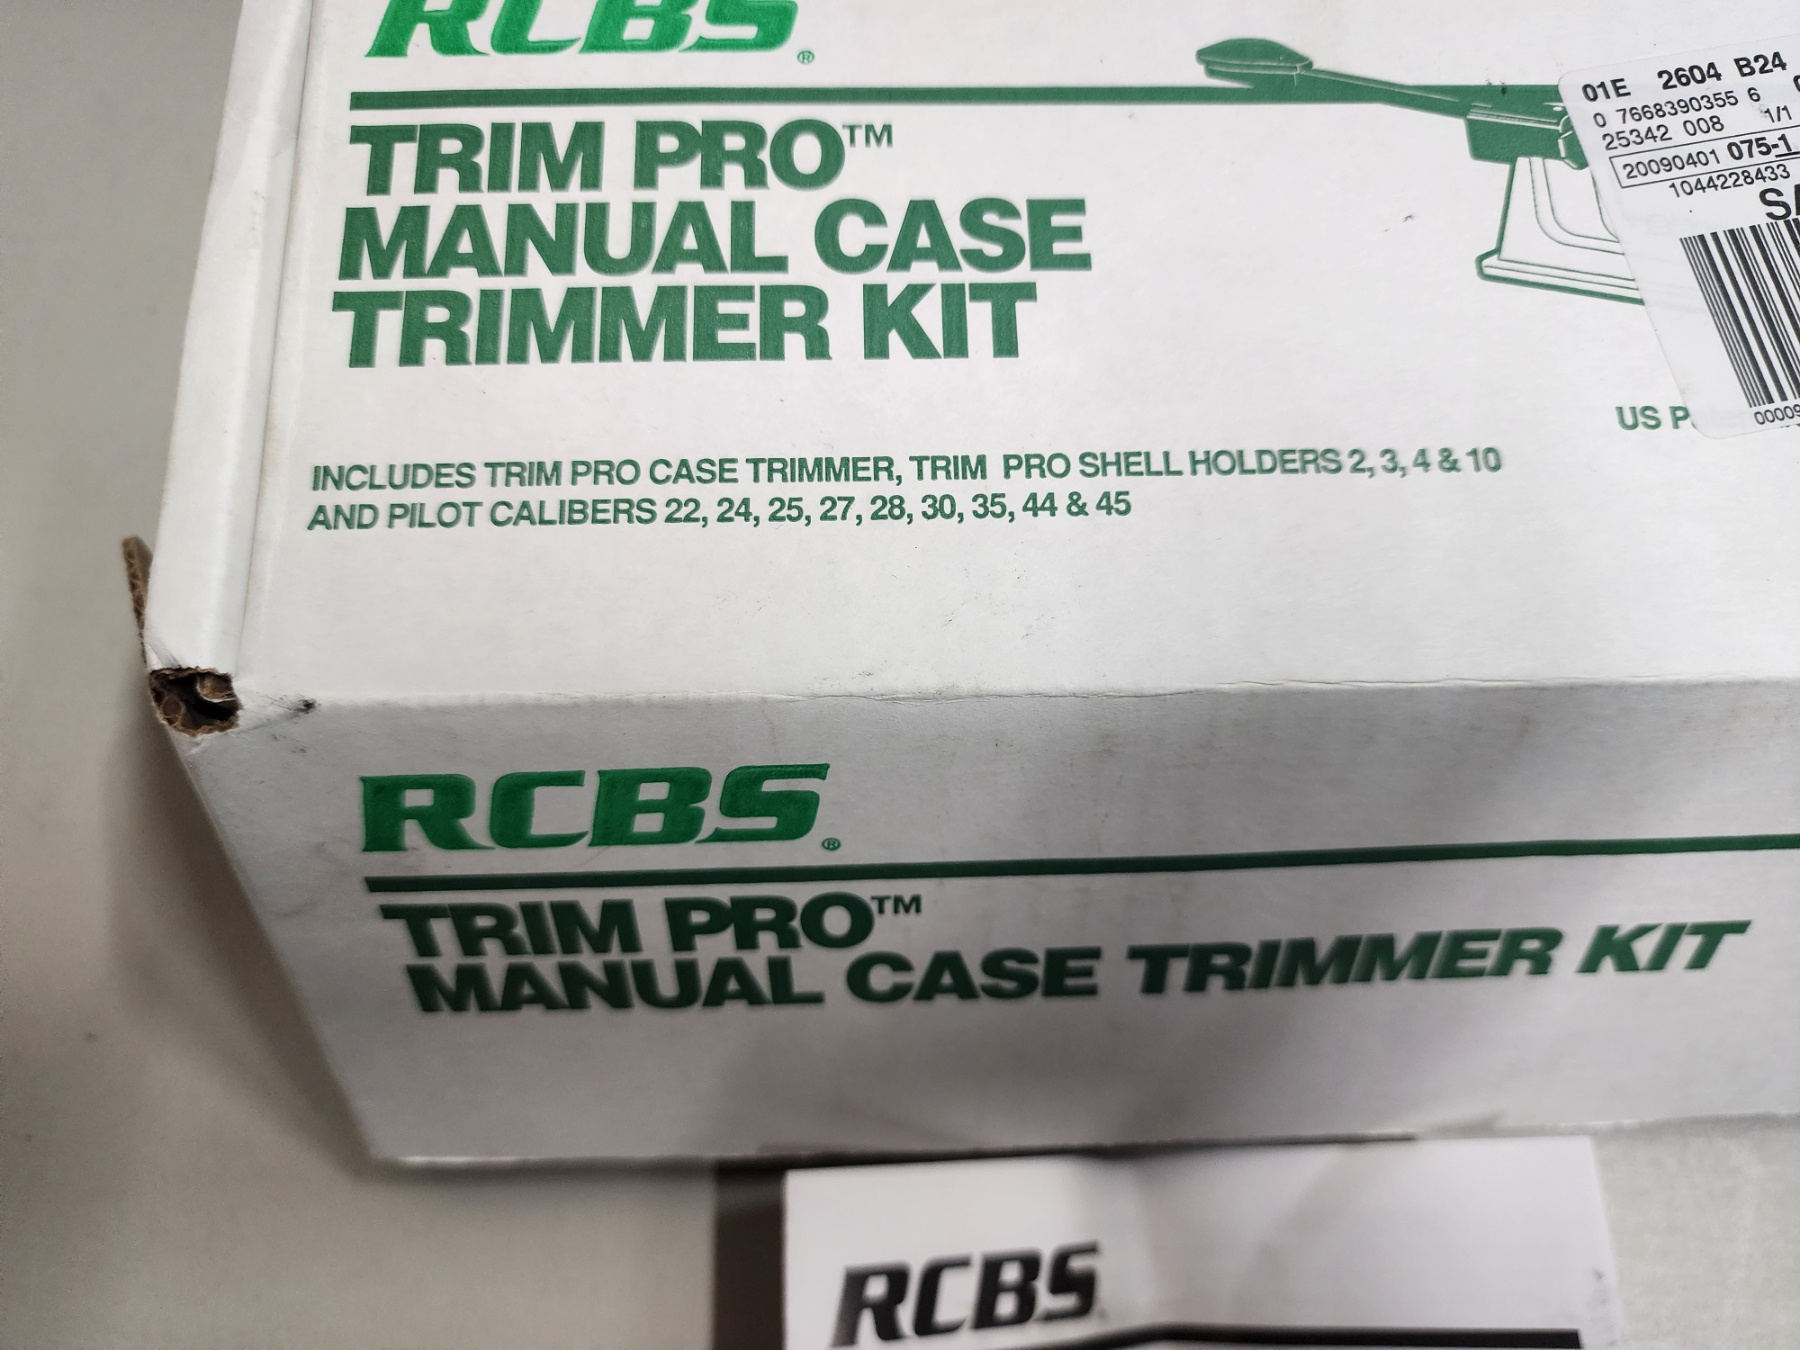 RCBS®
TRIM PRO™
MANUAL CASE
TRIMMER KIT
01E 2604 B24
0 7668390355 6
25342 008 1/1
20090401 075-1
1044228433
US
INCLUDES TRIM PRO CASE TRIMMER, TRIM PRO SHELL HOLDERS 2, 3, 4 & 10
AND PILOT CALIBERS 22, 24, 25, 27, 28, 30, 35, 44 & 45
RCBS®
TRIM PRO™
MANUAL CASE TRIMMER KIT
RCBS